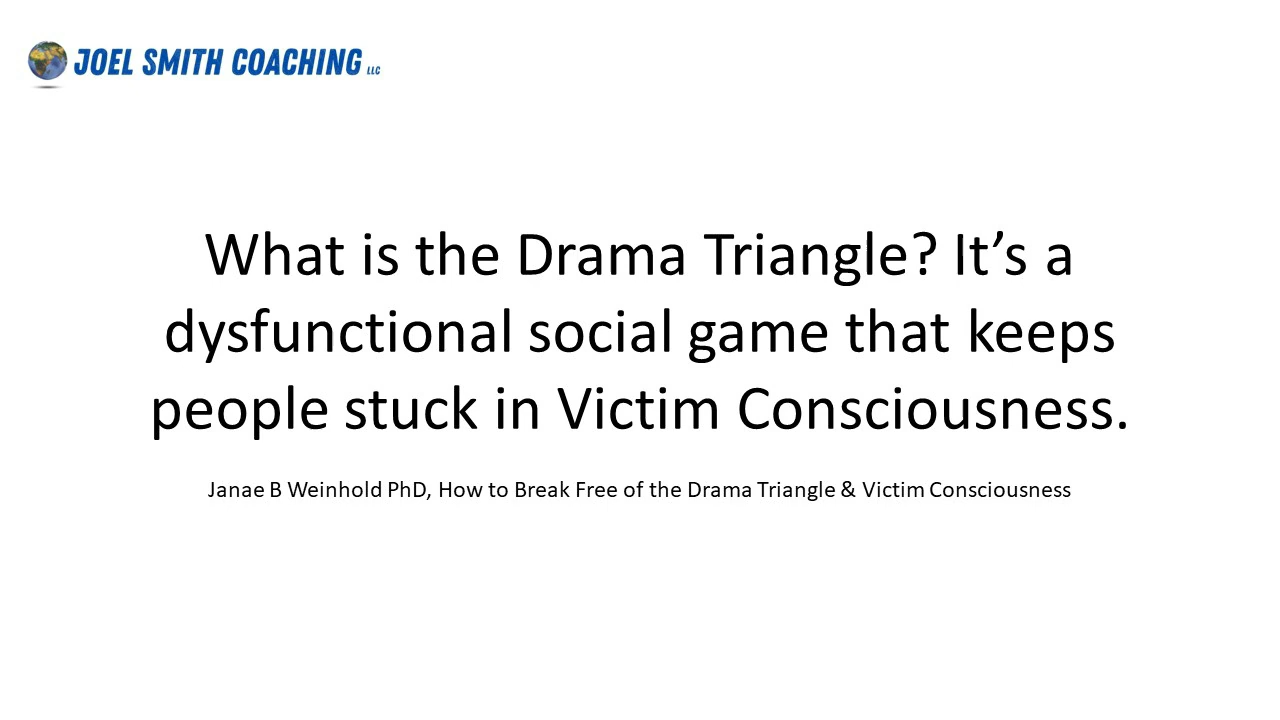 JOEL SMITH COACHING LLC
What is the Drama Triangle? It’s a
dysfunctional social game that keeps
people stuck in Victim Consciousness.
Janae B Weinhold PhD, How to Break Free of the Drama Triangle & Victim Consciousness